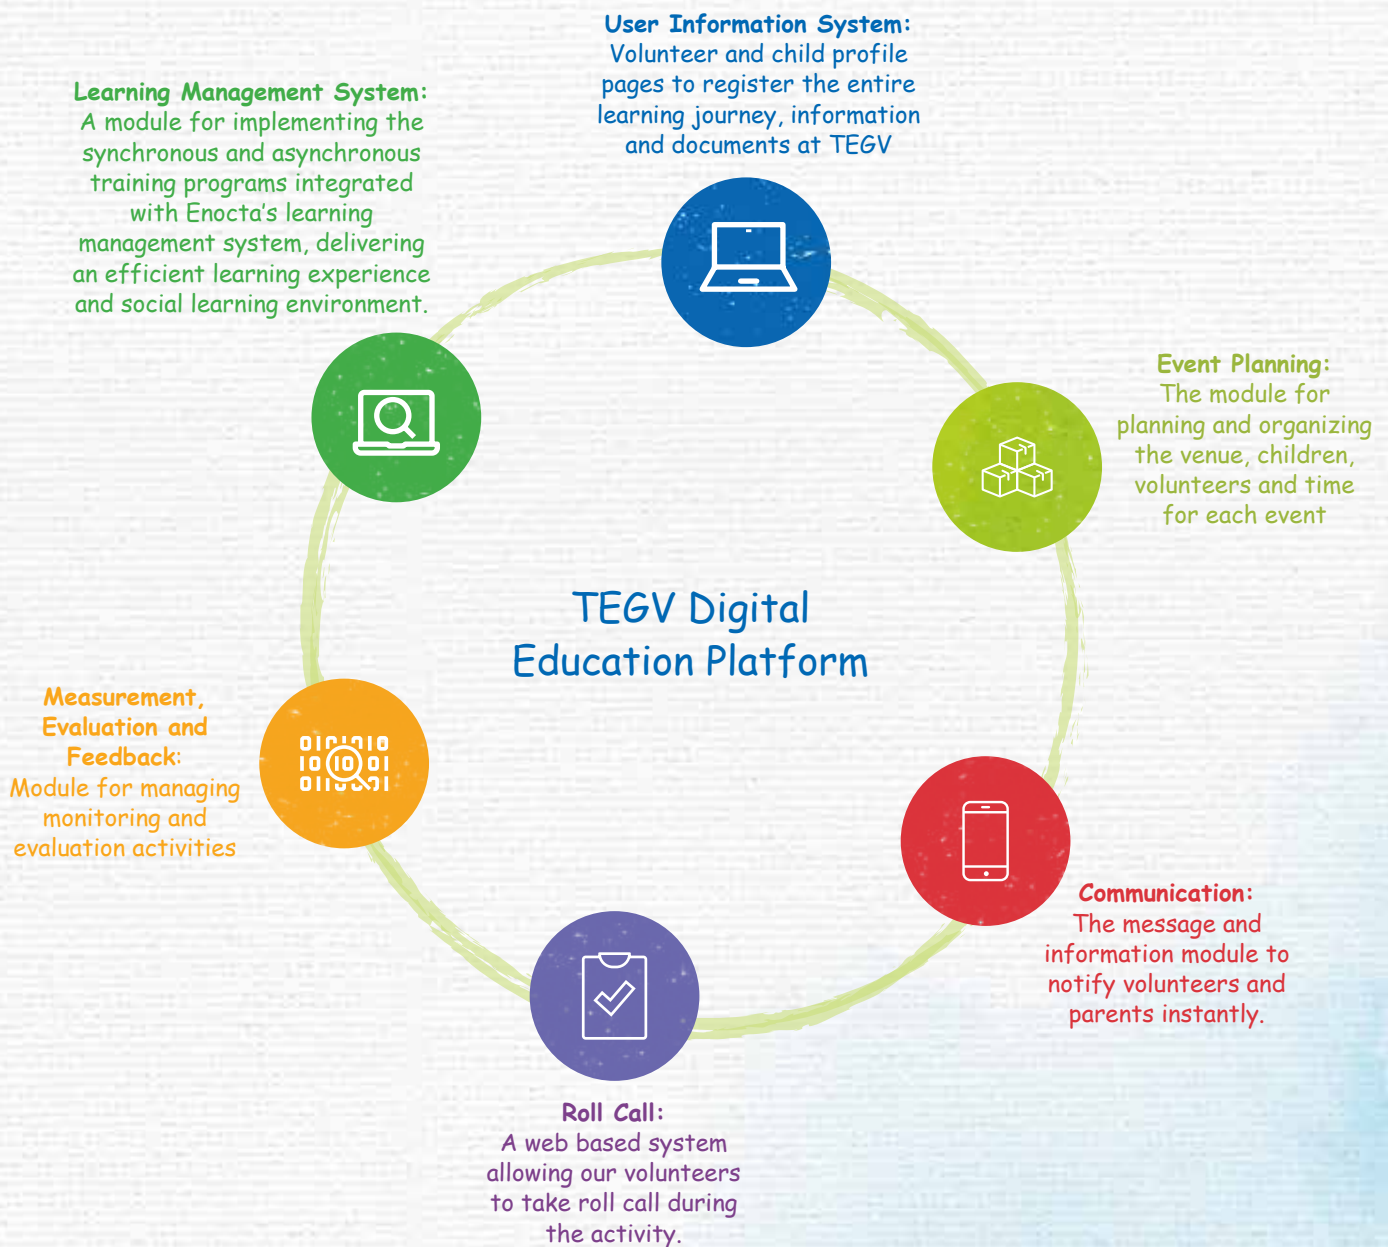 User Information System:
Volunteer and child profile
pages to register the entire
learning journey, information
and documents at TEGV
Learning Management System:
A module for implementing the
synchronous and asynchronous
training programs integrated
with Enocta’s learning
management system, delivering
an efficient learning experience
and social learning environment.
Event Planning:
The module for
planning and organizing
the venue, children,
volunteers and time
for each event
TEGV Digital
Education Platform
Measurement,
Evaluation and
Feedback:
Module for managing
monitoring and
evaluation activities
Communication:
The message and
information module to
notify volunteers and
parents instantly.
Roll Call:
A web based system
allowing our volunteers
to take roll call during
the activity.